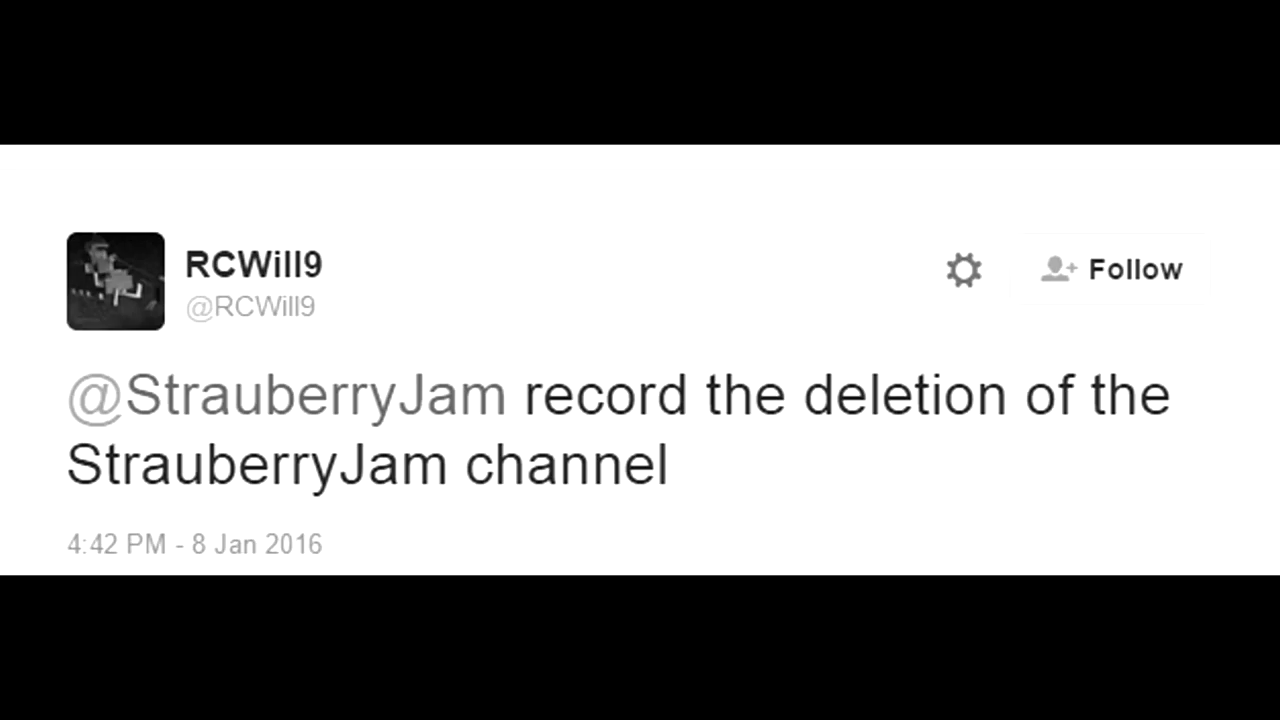 RCWill9
@RCWill9
Follow
@StrauberryJam record the deletion of the
StrauberryJam channel
4:42 PM - 8 Jan 2016